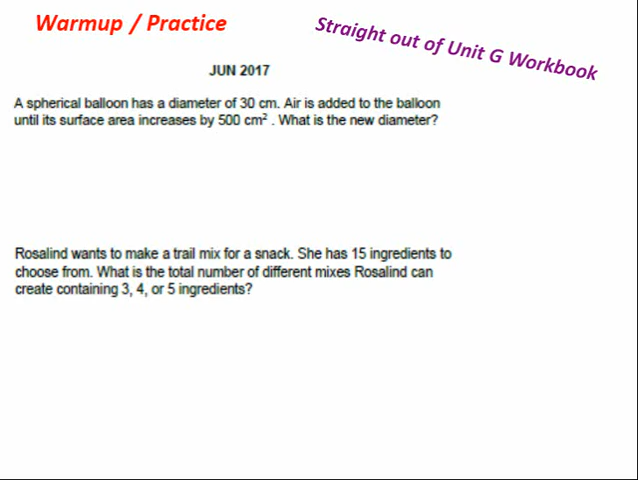 Warmup / Practice
Straight out of Unit G Workbook
JUN 2017
A spherical balloon has a diameter of 30 cm. Air is added to the balloon
until its surface area increases by 500 cm² . What is the new diameter?
Rosalind wants to make a trail mix for a snack. She has 15 ingredients to
choose from. What is the total number of different mixes Rosalind can
create containing 3, 4, or 5 ingredients?